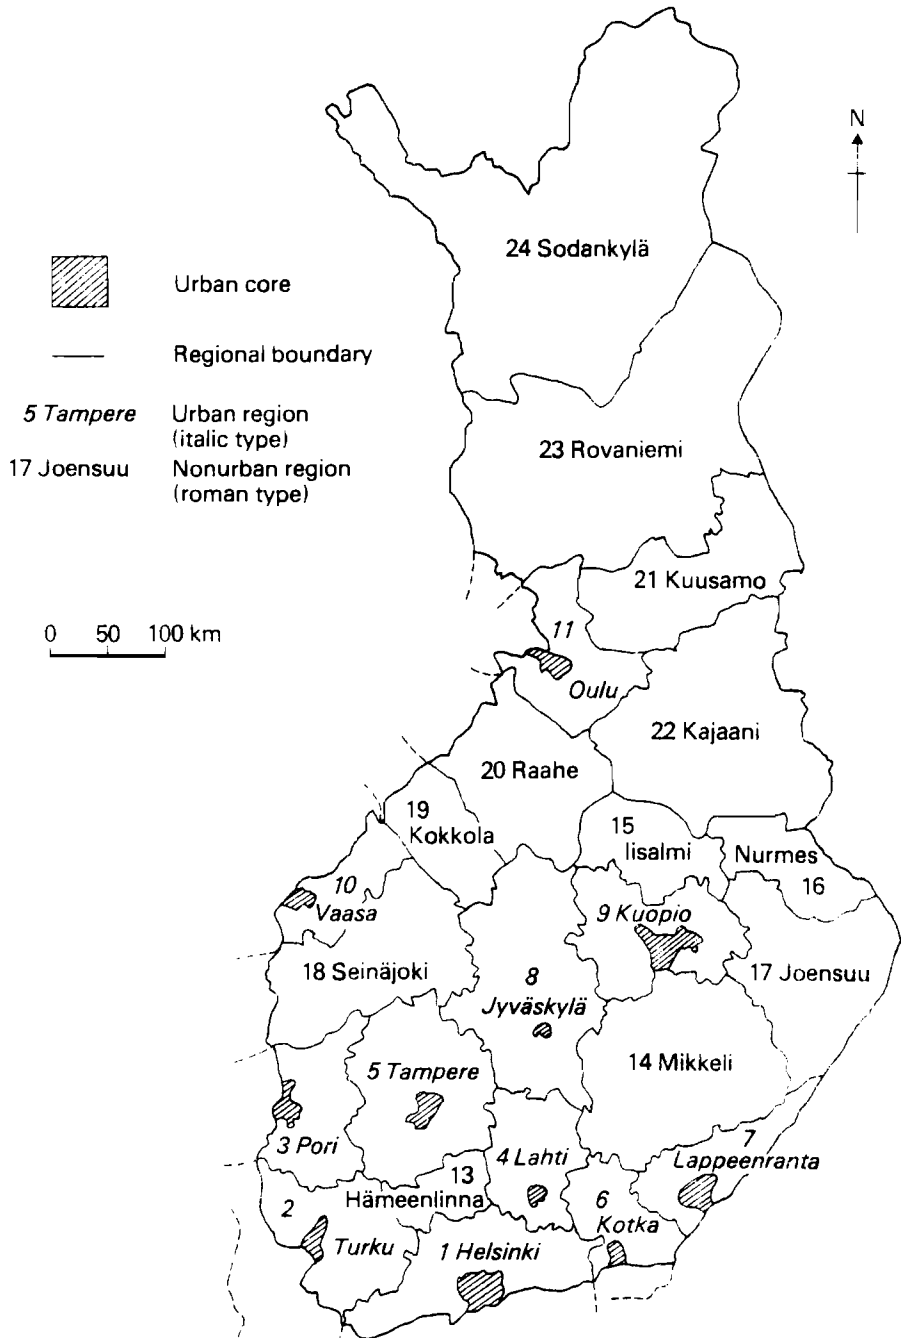 N
24 Sodankylä
Urban core
Regional boundary
5 Tampere
Urban region
(italic type)
17 Joensuu
Nonurban region
(roman type)
23 Rovaniemi
21 Kuusamo
0 50 100 km
11
Oulu
22 Kajaani
20 Raahe
19
Kokkola
15
Iisalmi
Nurmes
16
10
Vaasa
9 Kuopio
18 Seinäjoki
17 Joensuu
8
Jyväskylä
14 Mikkeli
5 Tampere
3 Pori
4 Lahti
7
Lappeenranta
13
Hämeenlinna
2
Turku
6
Kotka
1 Helsinki